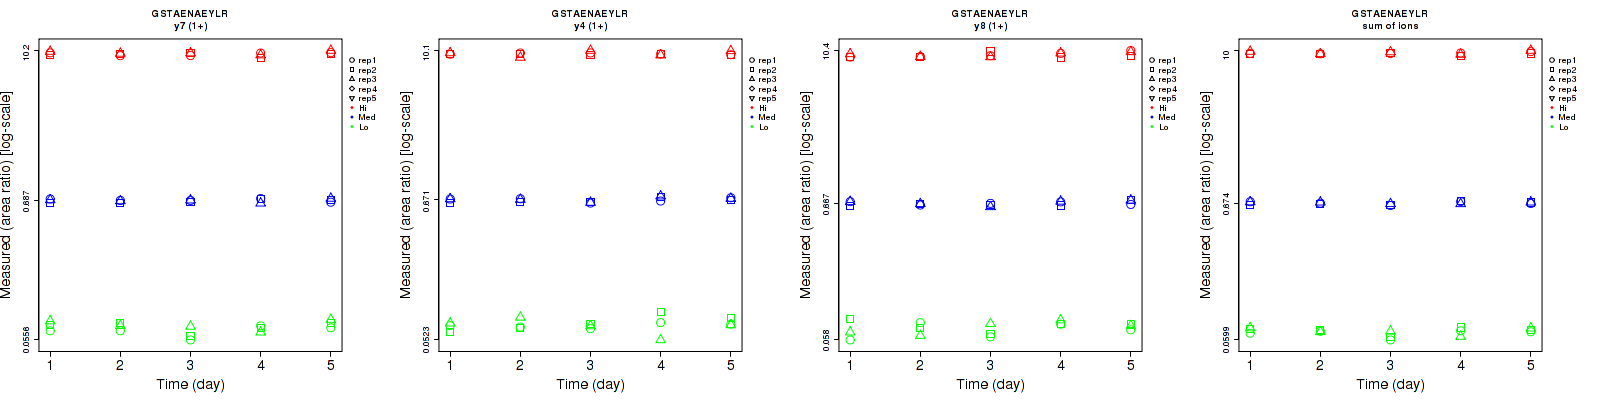 GSTAENAEYLR
y7 (1+)
Measured (area ratio) [log-scale]
10.2
0.687
0.0556
1 2 3 4 5
Time (day)
rep1
rep2
rep3
rep4
rep5
Hi
Med
Lo
GSTAENAEYLR
y4 (1+)
Measured (area ratio) [log-scale]
10.1
0.671
0.0523
1 2 3 4 5
Time (day)
rep1
rep2
rep3
rep4
rep5
Hi
Med
Lo
GSTAENAEYLR
y8 (1+)
Measured (area ratio) [log-scale]
10.4
0.667
0.058
1 2 3 4 5
Time (day)
rep1
rep2
rep3
rep4
rep5
Hi
Med
Lo
GSTAENAEYLR
sum of ions
Measured (area ratio) [log-scale]
10
0.674
0.0599
1 2 3 4 5
Time (day)
rep1
rep2
rep3
rep4
rep5
Hi
Med
Lo